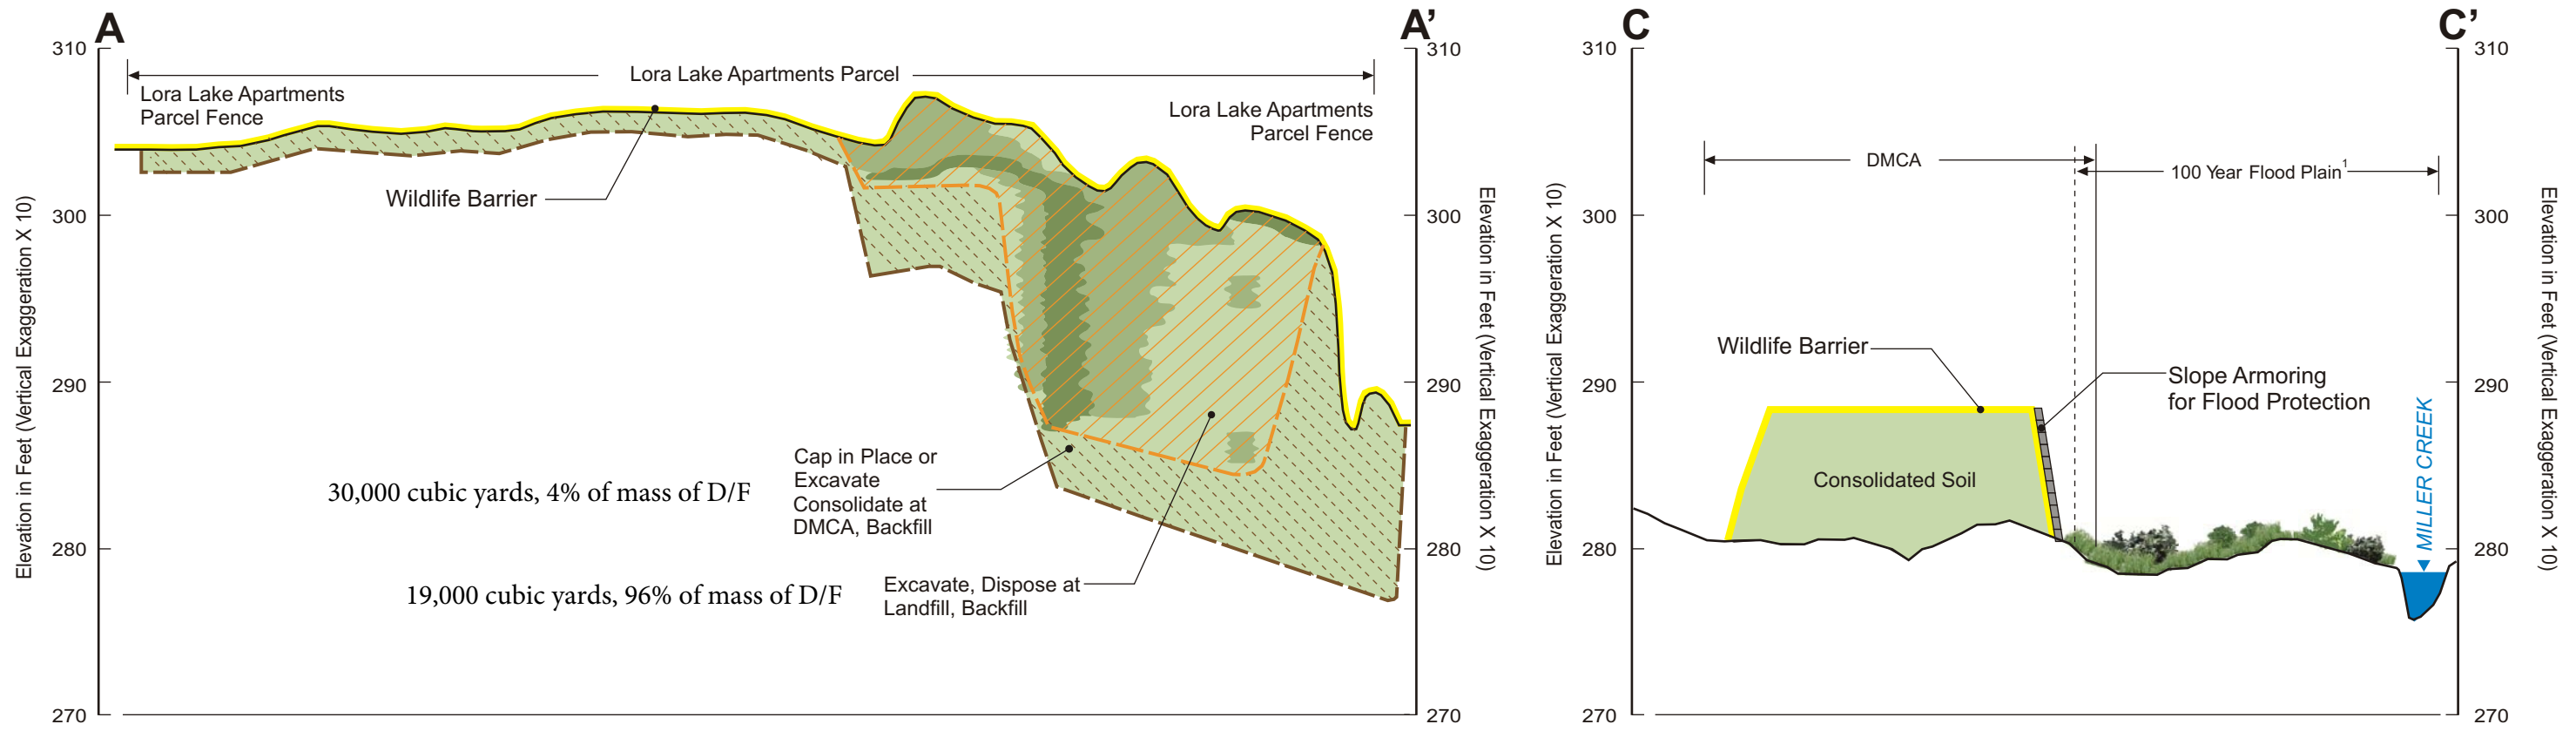 A
A’
310
300
290
280
270
Elevation in Feet (Vertical Exaggeration X 10)
Lora Lake Apartments Parcel
Lora Lake Apartments
Parcel Fence
Lora Lake Apartments
Parcel Fence
Wildlife Barrier
30,000 cubic yards, 4% of mass of D/F
Cap in Place or
Excavate
Consolidate at
DMCA, Backfill
19,000 cubic yards, 96% of mass of D/F
Excavate, Dispose at
Landfill, Backfill
310
300
290
280
270
Elevation in Feet (Vertical Exaggeration X 10)
C
C’
310
300
290
280
270
Elevation in Feet (Vertical Exaggeration X 10)
DMCA
100 Year Flood Plain1
Wildlife Barrier
Slope Armoring
for Flood Protection
Consolidated Soil
MILLER CREEK
310
300
290
280
270
Elevation in Feet (Vertical Exaggeration X 10)